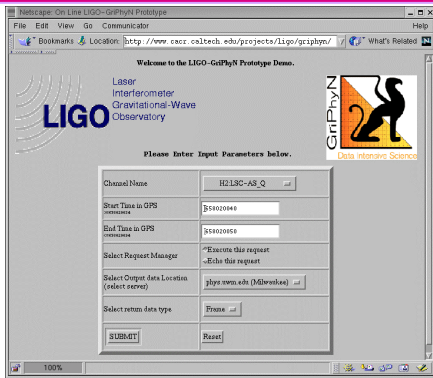 Netscape: On Line LIGO-GriPhyN Prototype
File Edit View Go Communicator Help
Bookmarks Location: http://www.cacr.caltech.edu/projects/ligo/griphyn/ What's Related
Welcome to the LIGO-GriPhyN Prototype Demo.
LIGO
Laser
Interferometer
Gravitational-Wave
Observatory
GriPhyN
Data Intensive Science
Please Enter Input Parameters below.
Channel Name H2:LSC-AS_Q
Start Time in GPS 658020040
End Time in GPS 658020050
Select Request Manager Execute this request
Echo this request
Select Output data Location
(select server) phys.uwm.edu (Milwaukee)
Select return data type Frame
SUBMIT Reset
100%